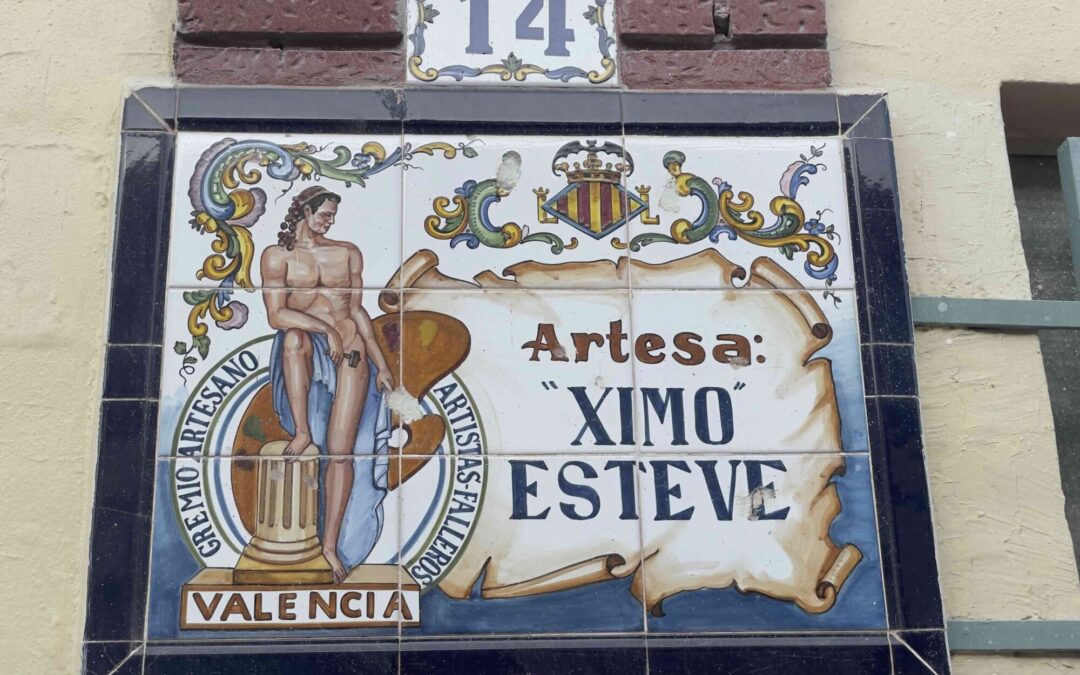 14
L L
Artesa:
"XIMO"
ESTEVE
GREMIO ARTESANO
ARTISTAS-FALLEROS
VALENCIA